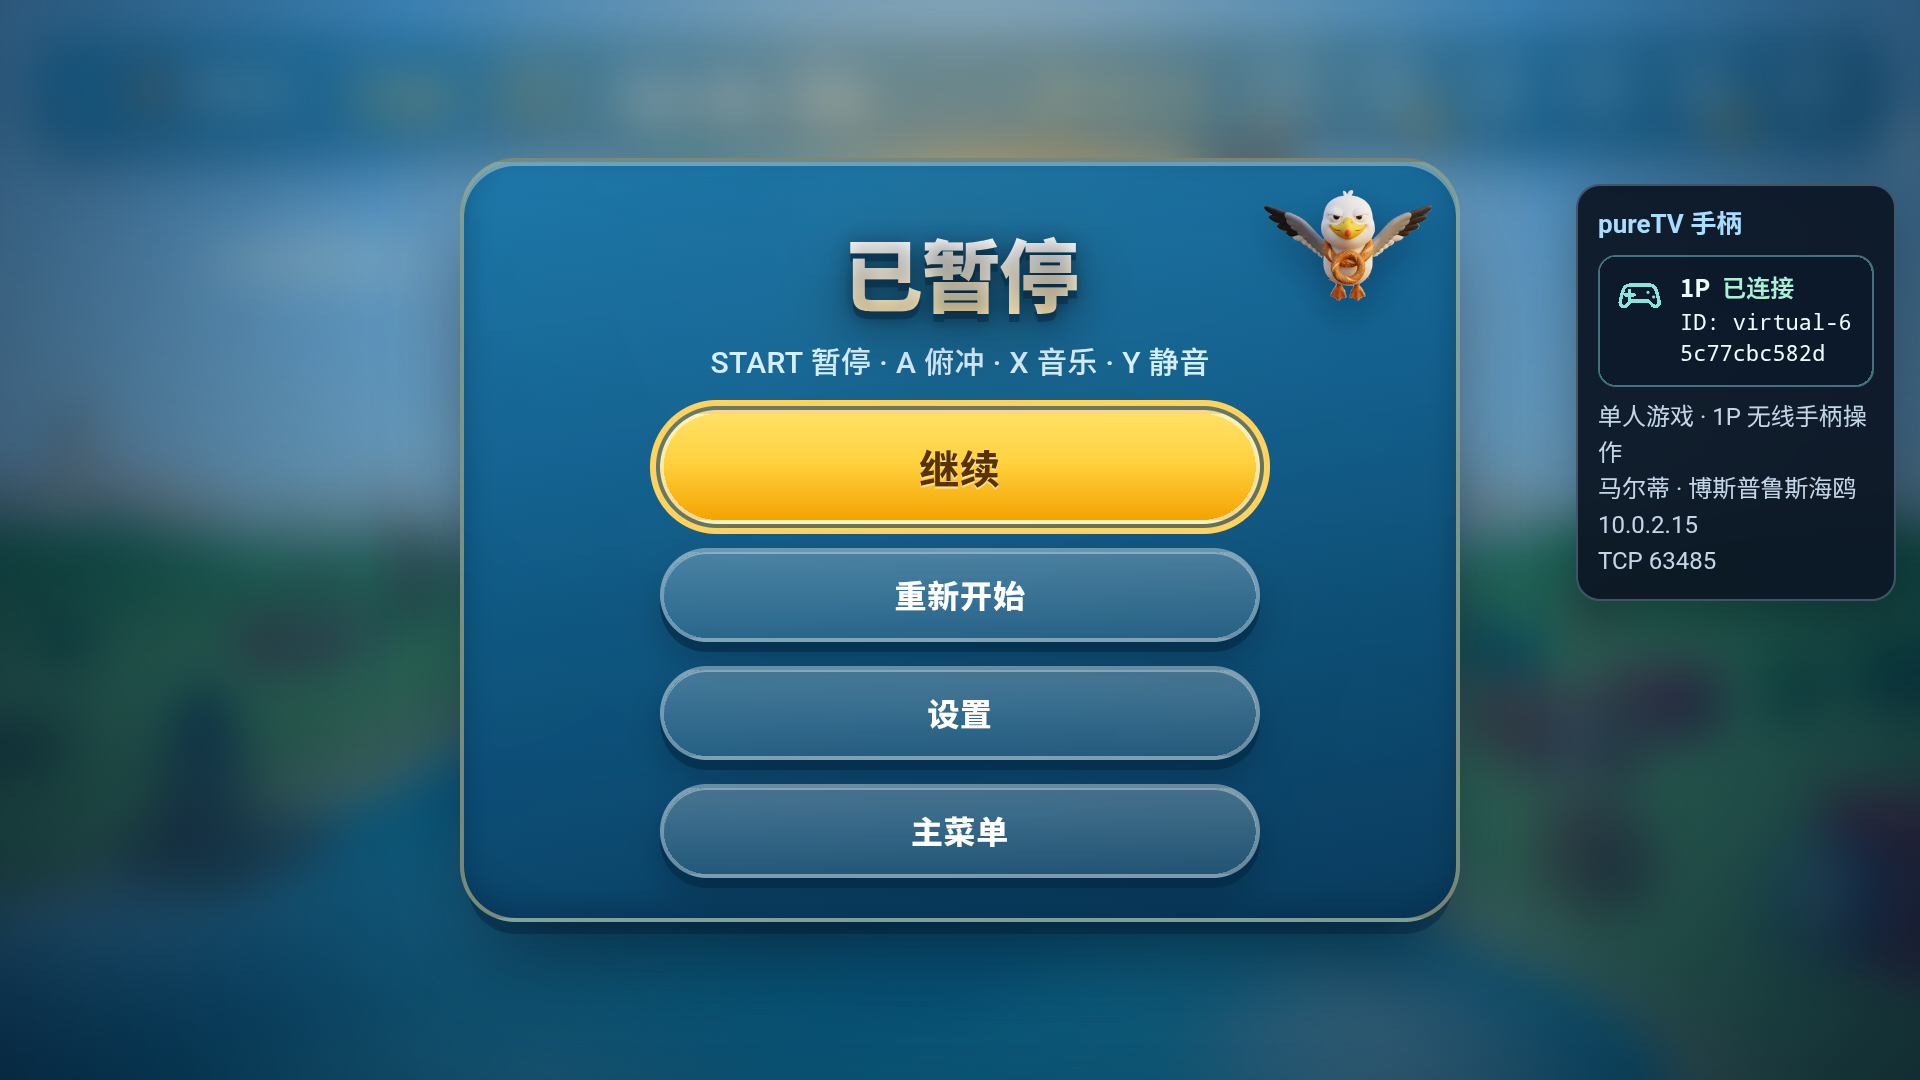 已暂停
START 暂停 · A 俯冲 · X 音乐 · Y 静音
继续
重新开始
设置
主菜单
pureTV 手柄
1P 已连接
ID: virtual-6
5c77cbc582d
单人游戏 · 1P 无线手柄操
作
马尔蒂 · 博斯普鲁斯海鸥
10.0.2.15
TCP 63485